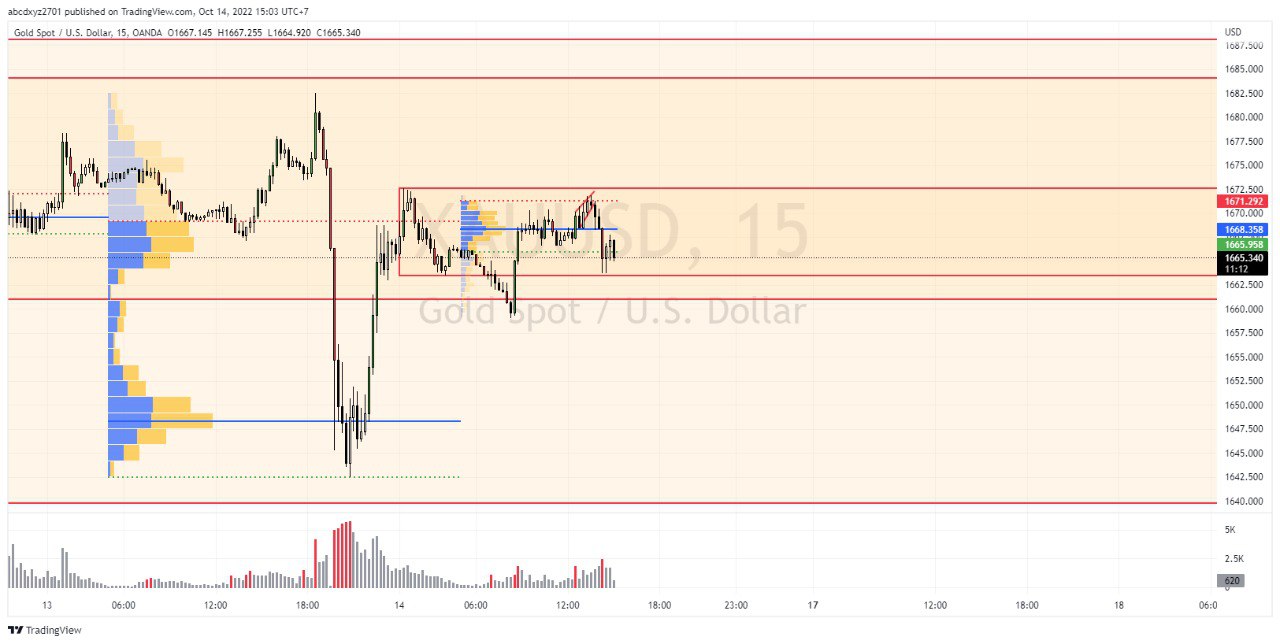 abcdxyz2701 published on TradingView.com, Oct 14, 2022 15:03 UTC+7
Gold Spot / U.S. Dollar, 15, OANDA O1667.145 H1667.255 L1664.920 C1665.340
USD
1687.500
1685.000
1682.500
1680.000
1677.500
1675.000
1672.500
1671.292
1670.000
1668.358
1665.958
1665.340
11:12
1662.500
1660.000
1657.500
1655.000
1652.500
1650.000
1647.500
1645.000
1642.500
1640.000
XAUUSD, 15
Gold Spot / U.S. Dollar
5K
2.5K
620
0
13 06:00 12:00 18:00 14 06:00 12:00 18:00 23:00 17 12:00 18:00 18 06:0
TradingView